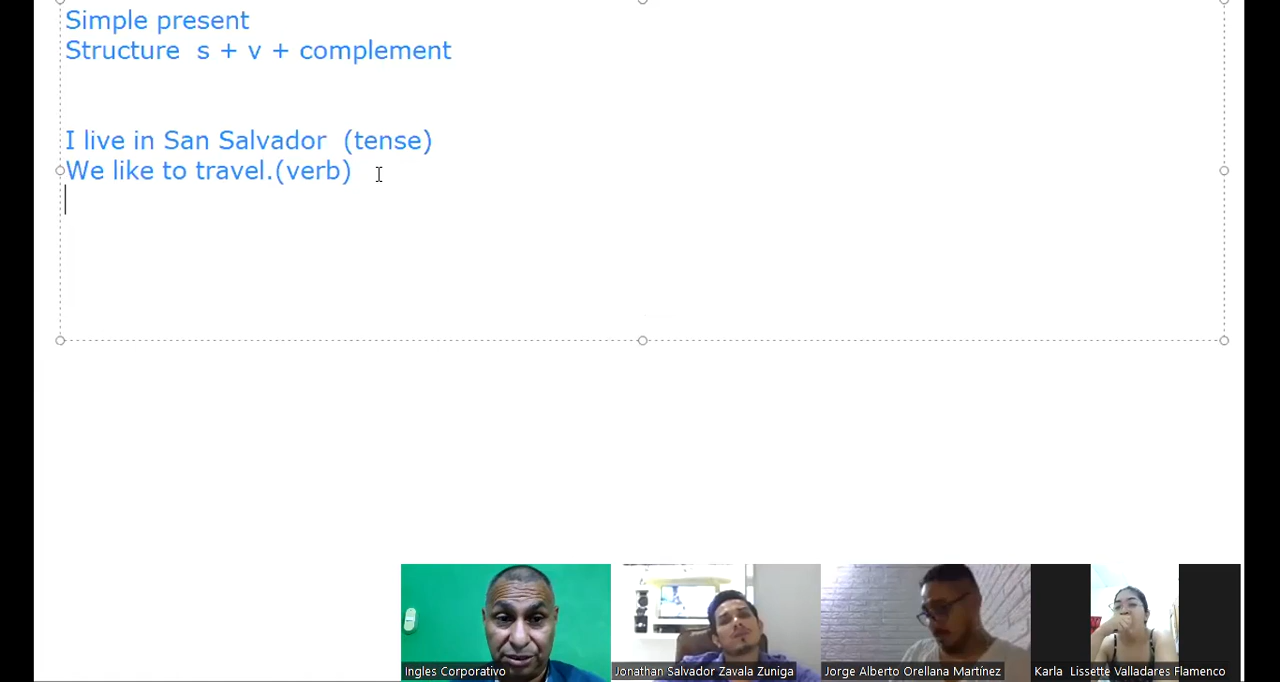 Simple present
Structure s + v + complement
I live in San Salvador (tense)
We like to travel.(verb)
Ingles Corporativo
Jonathan Salvador Zavala Zuniga
Jorge Alberto Orellana Martínez
Karla Lissette Valladares Flamenco